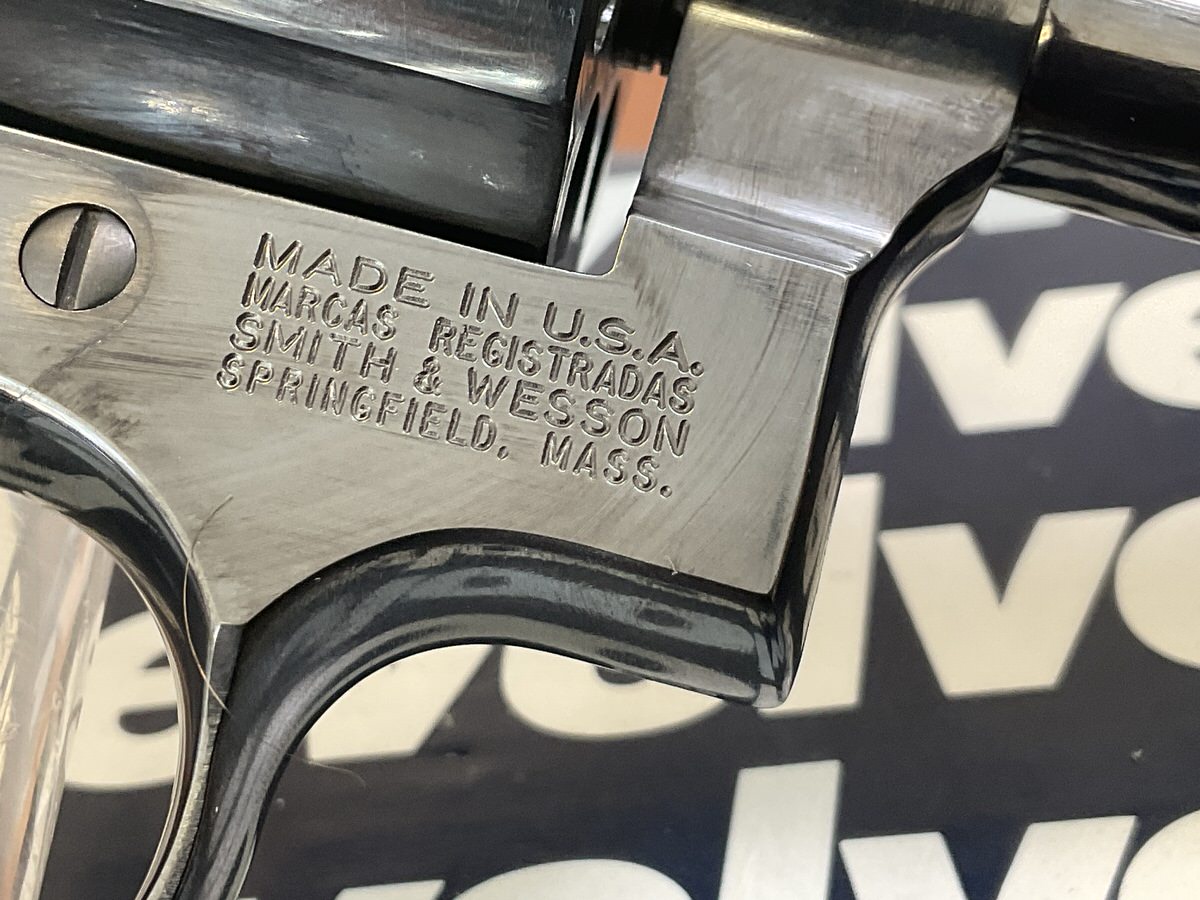 MADE IN U.S.A.
MARCAS REGISTRADAS
SMITH & WESSON
SPRINGFIELD, MASS.